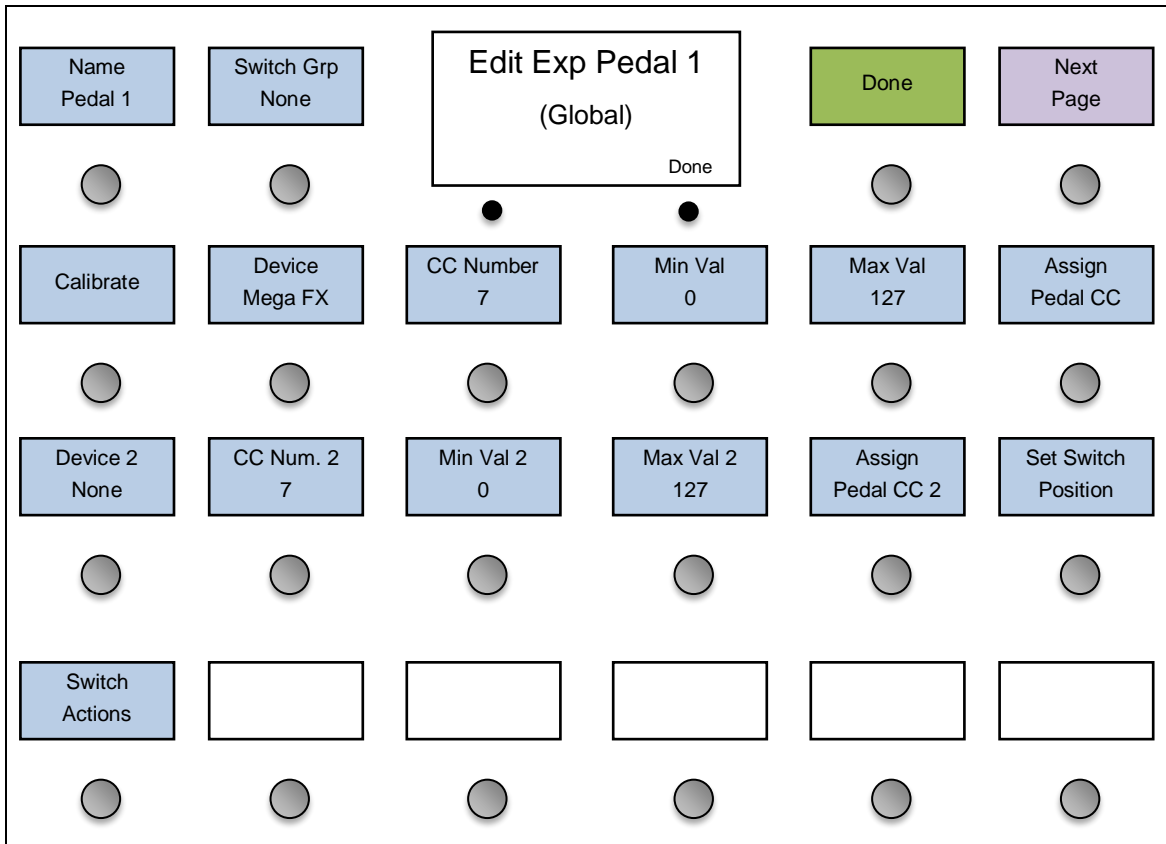 Name
Pedal 1
Switch Grp
None
Edit Exp Pedal 1
(Global)
Done
Done
Next
Page
Calibrate
Device
Mega FX
CC Number
7
Min Val
0
Max Val
127
Assign
Pedal CC
Device 2
None
CC Num. 2
7
Min Val 2
0
Max Val 2
127
Assign
Pedal CC 2
Set Switch
Position
Switch
Actions